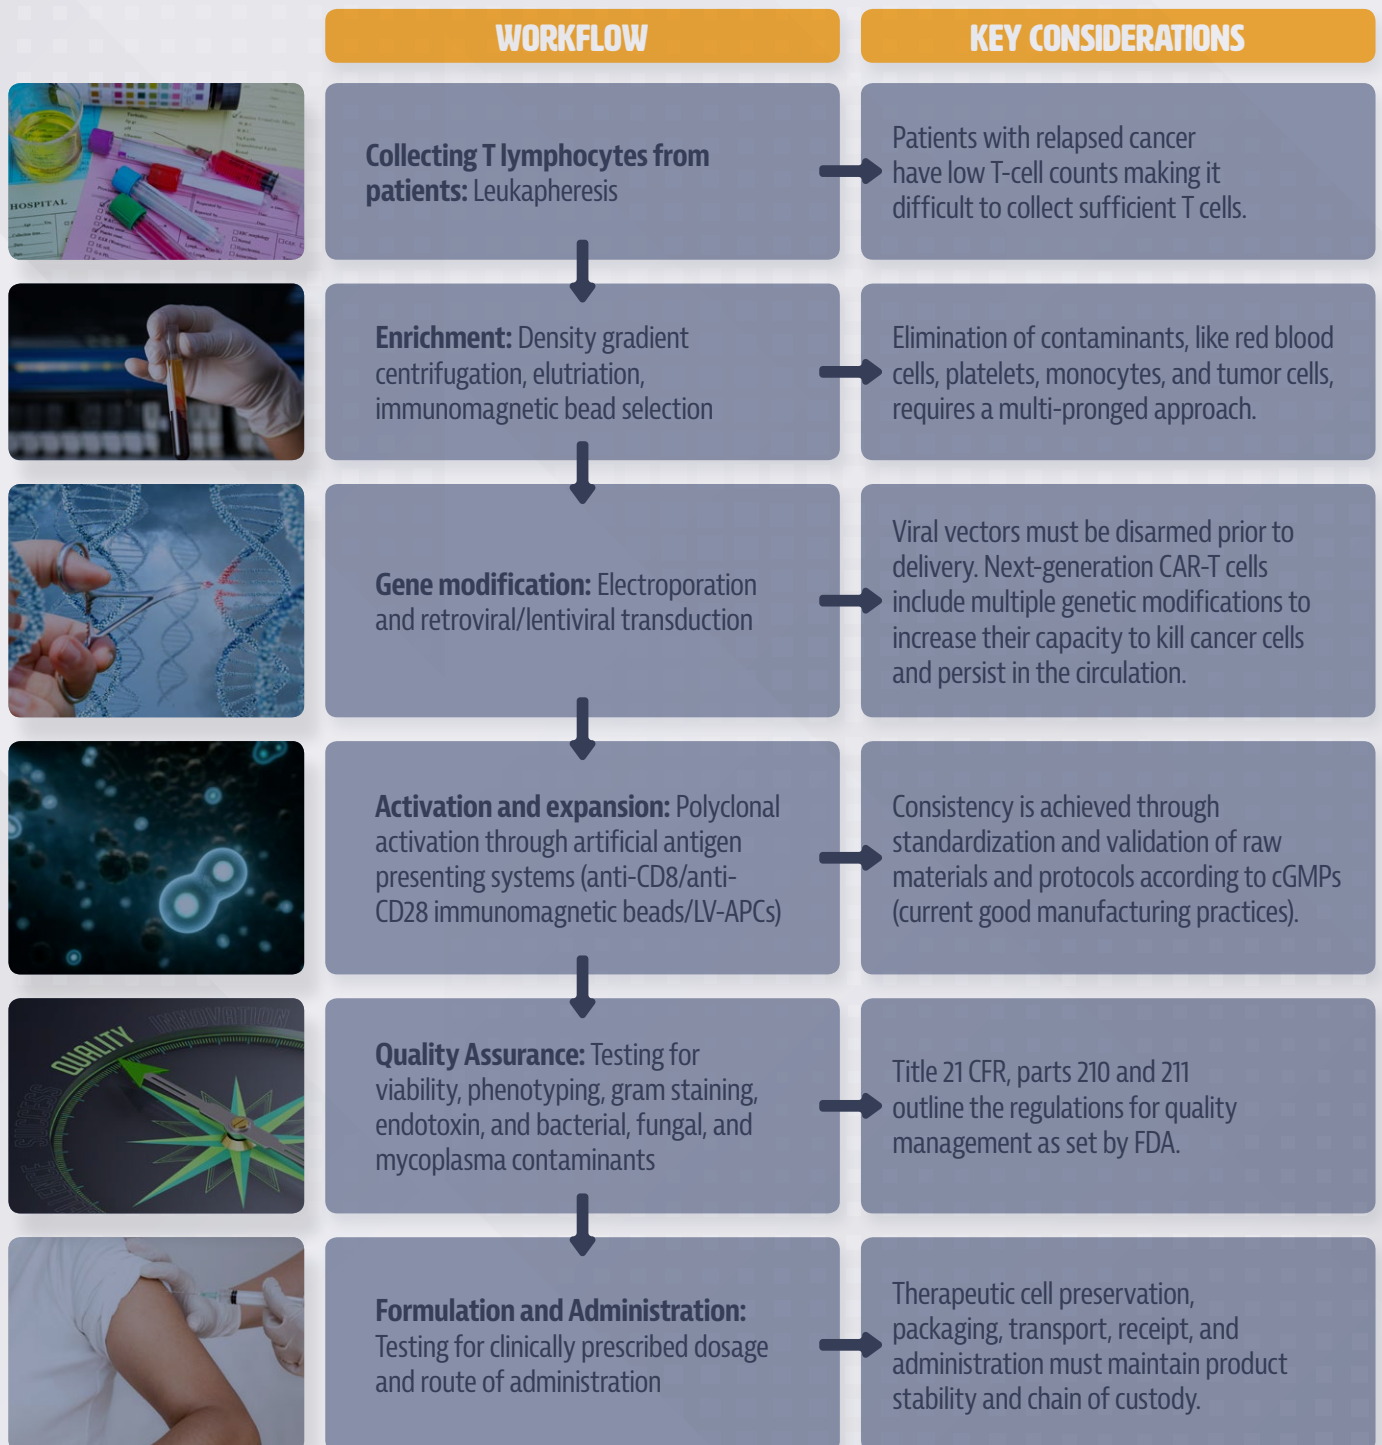 WORKFLOW
KEY CONSIDERATIONS
HOSPITAL
Collecting T lymphocytes from
patients: Leukapheresis
Patients with relapsed cancer
have low T-cell counts making it
difficult to collect sufficient T cells.
Enrichment: Density gradient
centrifugation, elutriation,
immunomagnetic bead selection
Elimination of contaminants, like red blood
cells, platelets, monocytes, and tumor cells,
requires a multi-pronged approach.
Gene modification: Electroporation
and retroviral/lentiviral transduction
Viral vectors must be disarmed prior to
delivery. Next-generation CAR-T cells
include multiple genetic modifications to
increase their capacity to kill cancer cells
and persist in the circulation.
Activation and expansion: Polyclonal
activation through artificial antigen
presenting systems (anti-CD8/anti-
CD28 immunomagnetic beads/LV-APCs)
Consistency is achieved through
standardization and validation of raw
materials and protocols according to cGMPs
(current good manufacturing practices).
INNOVATION
QUALITY
SUCCESS
Quality Assurance: Testing for
viability, phenotyping, gram staining,
endotoxin, and bacterial, fungal, and
mycoplasma contaminants
Title 21 CFR, parts 210 and 211
outline the regulations for quality
management as set by FDA.
Formulation and Administration:
Testing for clinically prescribed dosage
and route of administration
Therapeutic cell preservation,
packaging, transport, receipt, and
administration must maintain product
stability and chain of custody.